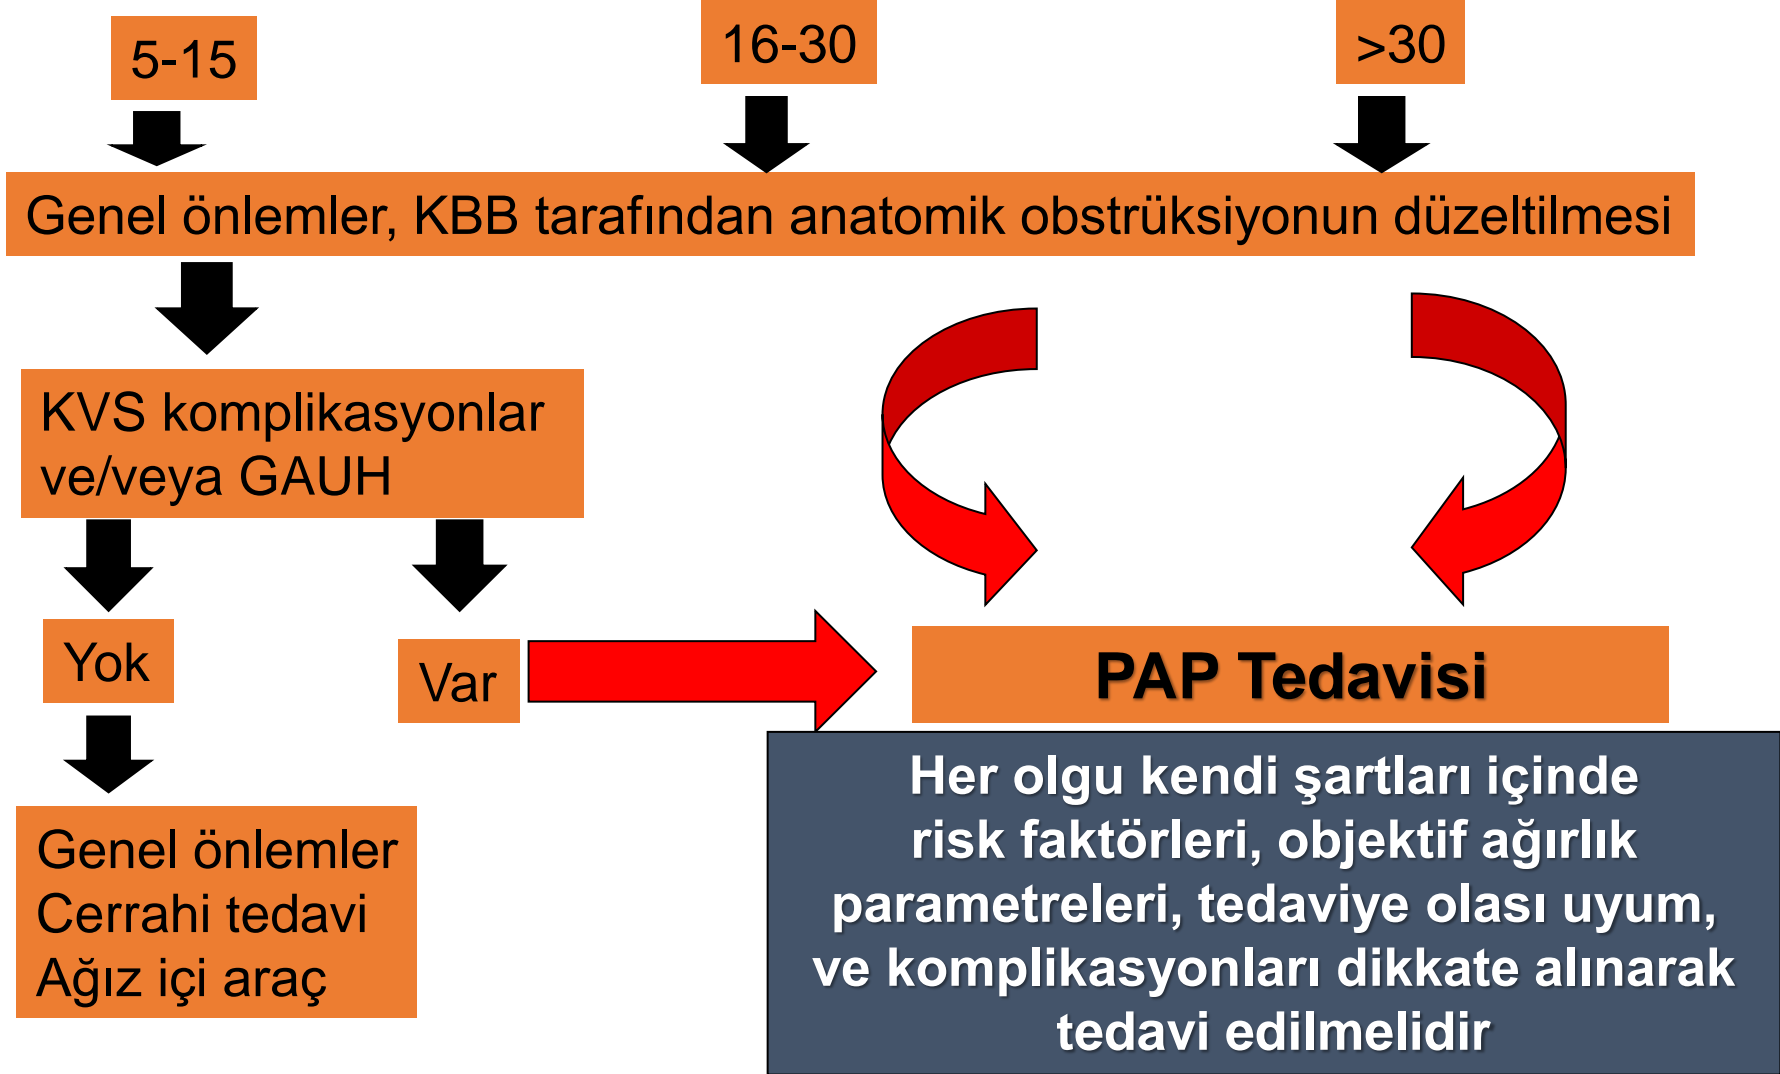 5-15
16-30
>30
Genel önlemler, KBB tarafından anatomik obstrüksiyonun düzeltilmesi
KVS komplikasyonlar
ve/veya GAUH
Yok
Var
PAP Tedavisi
Genel önlemler
Cerrahi tedavi
Ağız içi araç
Her olgu kendi şartları içinde
risk faktörleri, objektif ağırlık
parametreleri, tedaviye olası uyum,
ve komplikasyonları dikkate alınarak
tedavi edilmelidir